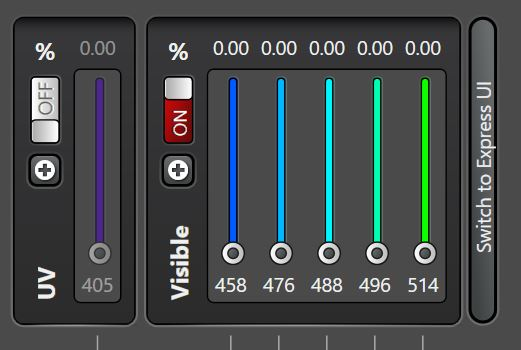 % 0.00
OFF
UV
405
% 0.00 0.00 0.00 0.00 0.00
ON
Visible
458 476 488 496 514
Switch to Express UI